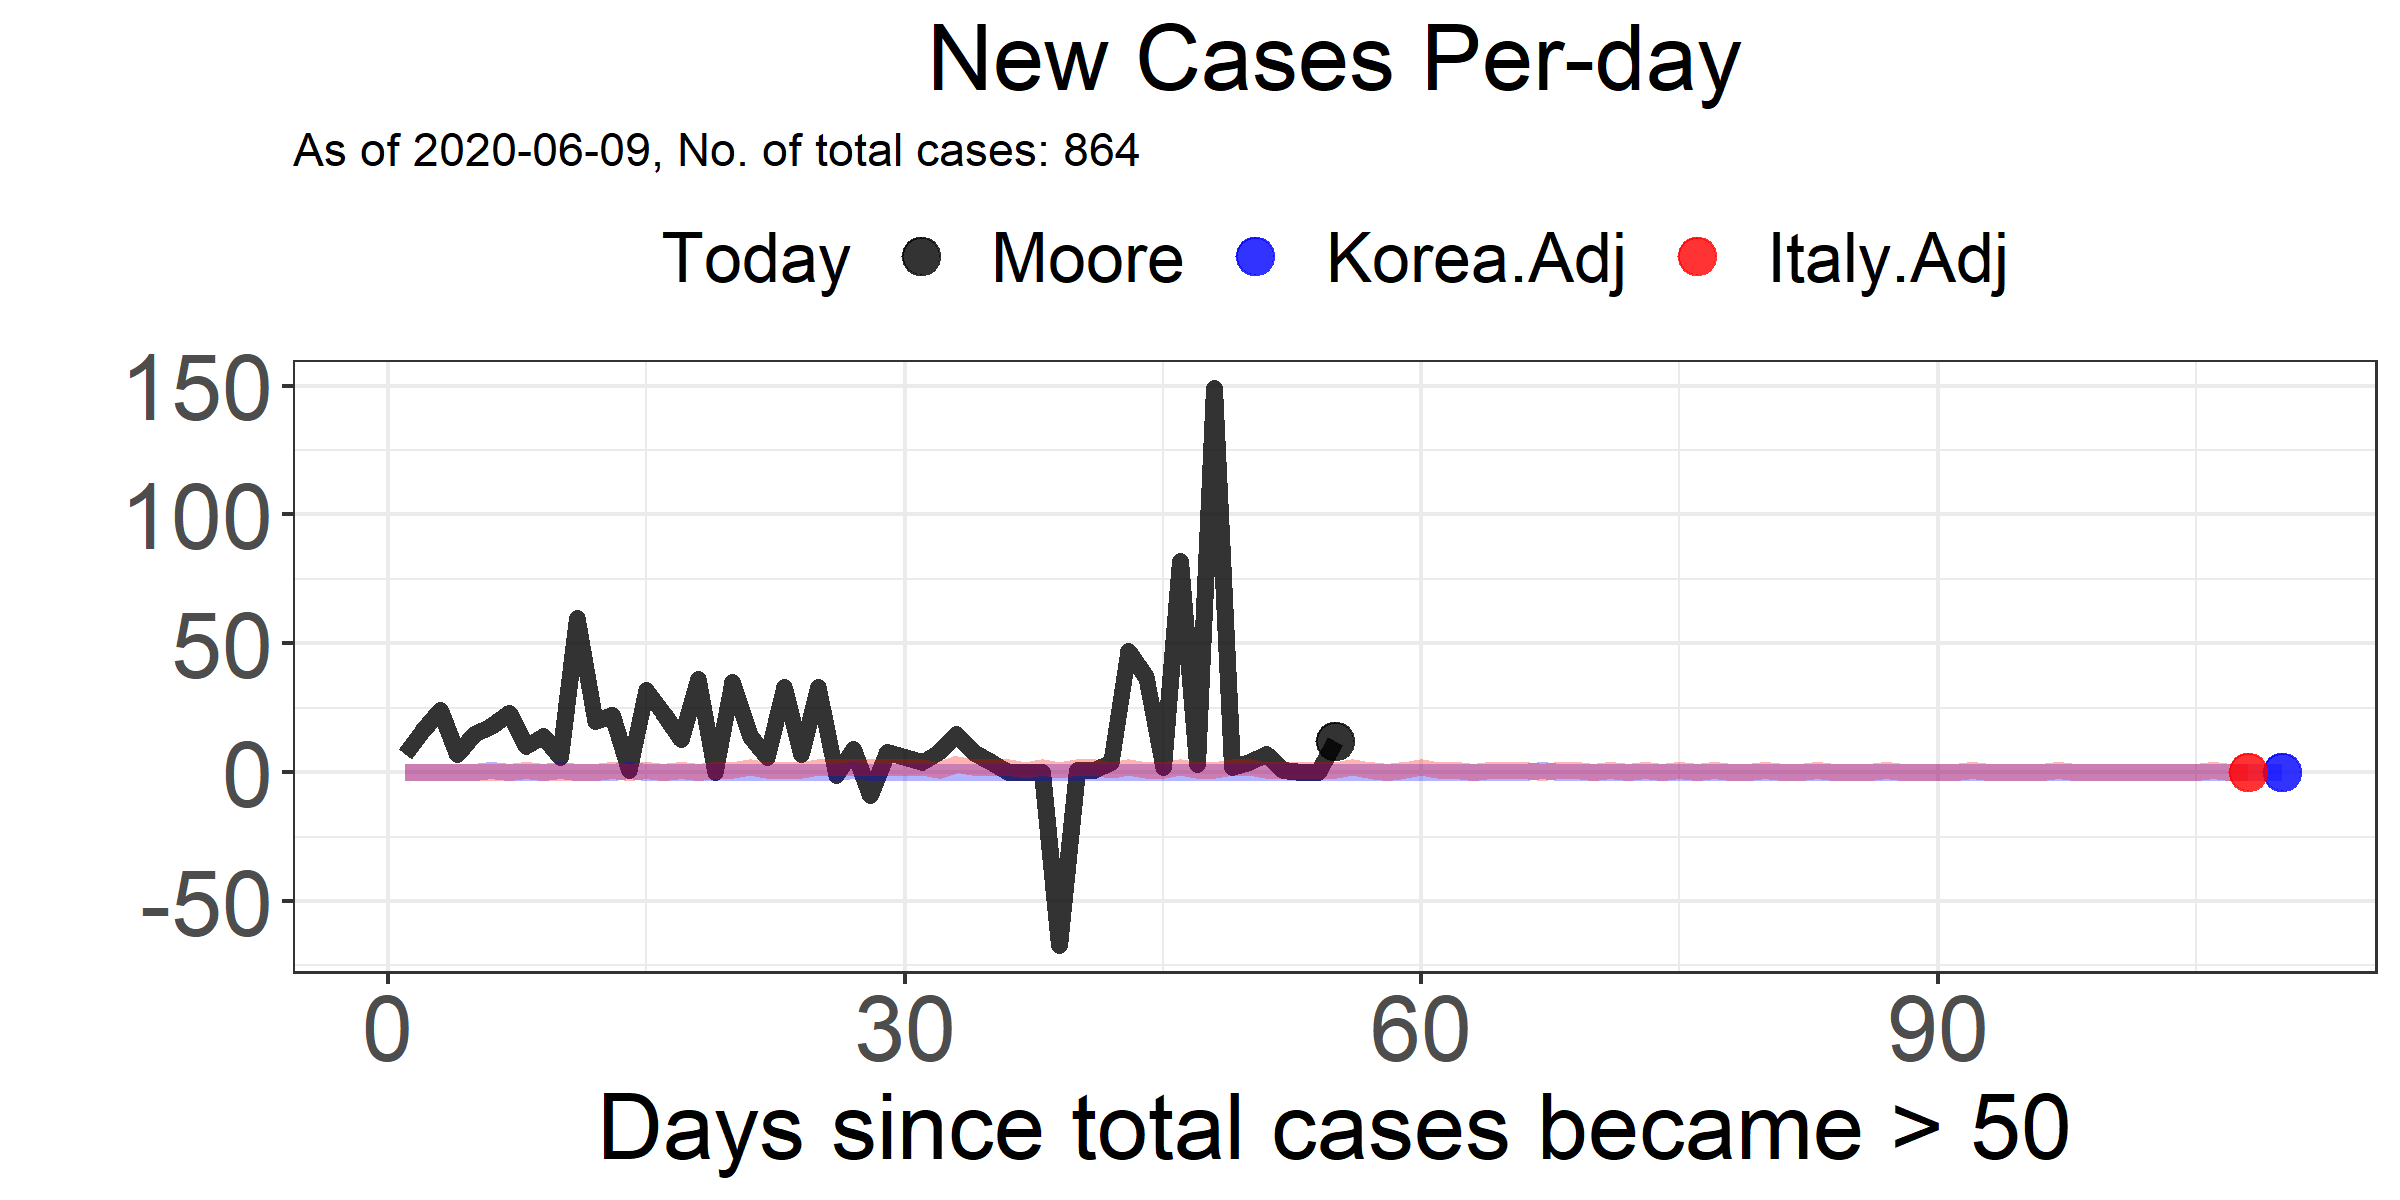 New Cases Per-day
As of 2020-06-09, No. of total cases: 864
Today Moore Korea.Adj Italy.Adj
150
100
50
0
-50
0 30 60 90
Days since total cases became > 50